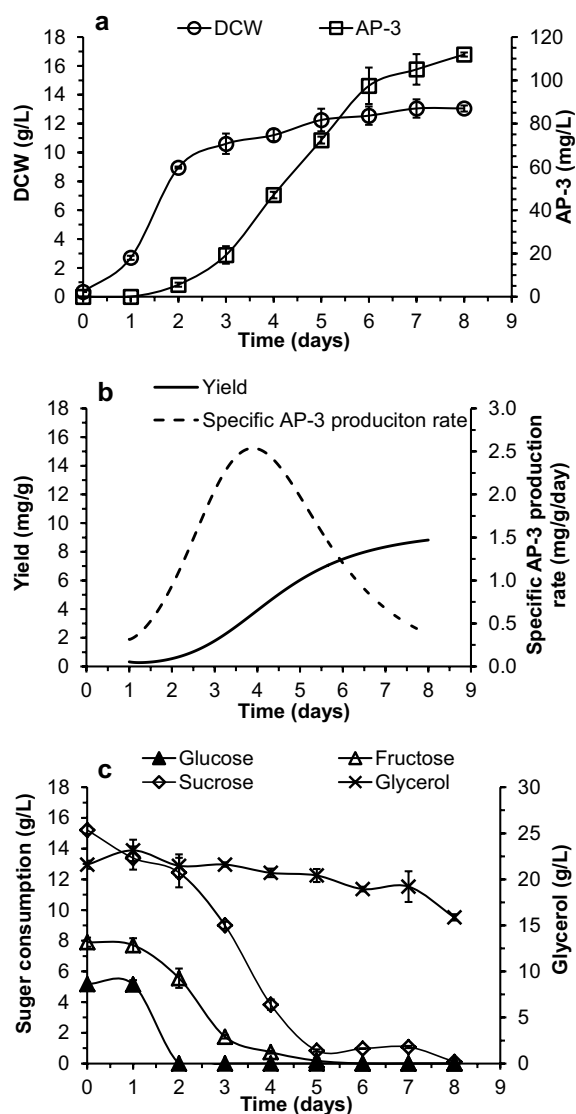 a
DCW AP-3
18
16
14
12
10
8
6
4
2
0
DCW (g/L)
120
100
80
60
40
20
0
AP-3 (mg/L)
0 1 2 3 4 5 6 7 8 9
Time (days)
b
Yield
Specific AP-3 produciton rate
18
16
14
12
10
8
6
4
2
0
Yield (mg/g)
3.0
2.5
2.0
1.5
1.0
0.5
0.0
Specific AP-3 production
rate (mg/g/day)
0 1 2 3 4 5 6 7 8 9
Time (days)
c
Glucose Fructose
Sucrose Glycerol
18
16
14
12
10
8
6
4
2
0
Suger consumption (g/L)
30
25
20
15
10
5
0
Glycerol (g/L)
0 1 2 3 4 5 6 7 8 9
Time (days)